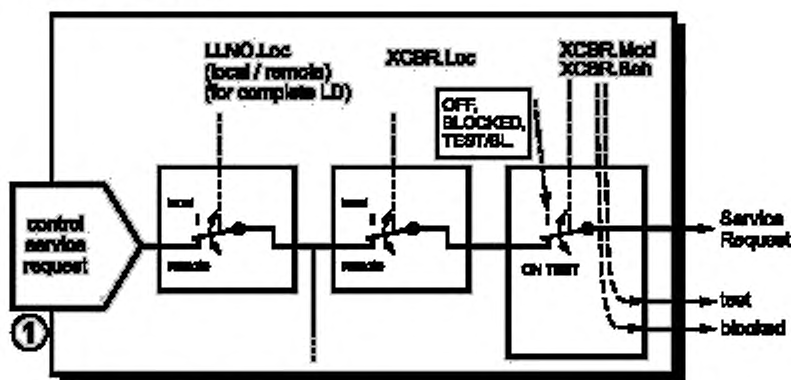 LLN0.Loc
(local / remote)
(for complete LD)
XCBR.Loc
XCBR.Mod
XCBR.Beh
OFF,
BLOCKED,
TEST/BL.
local
remote
local
remote
ON TEST
control
service
request
1
Service
Request
test
blocked